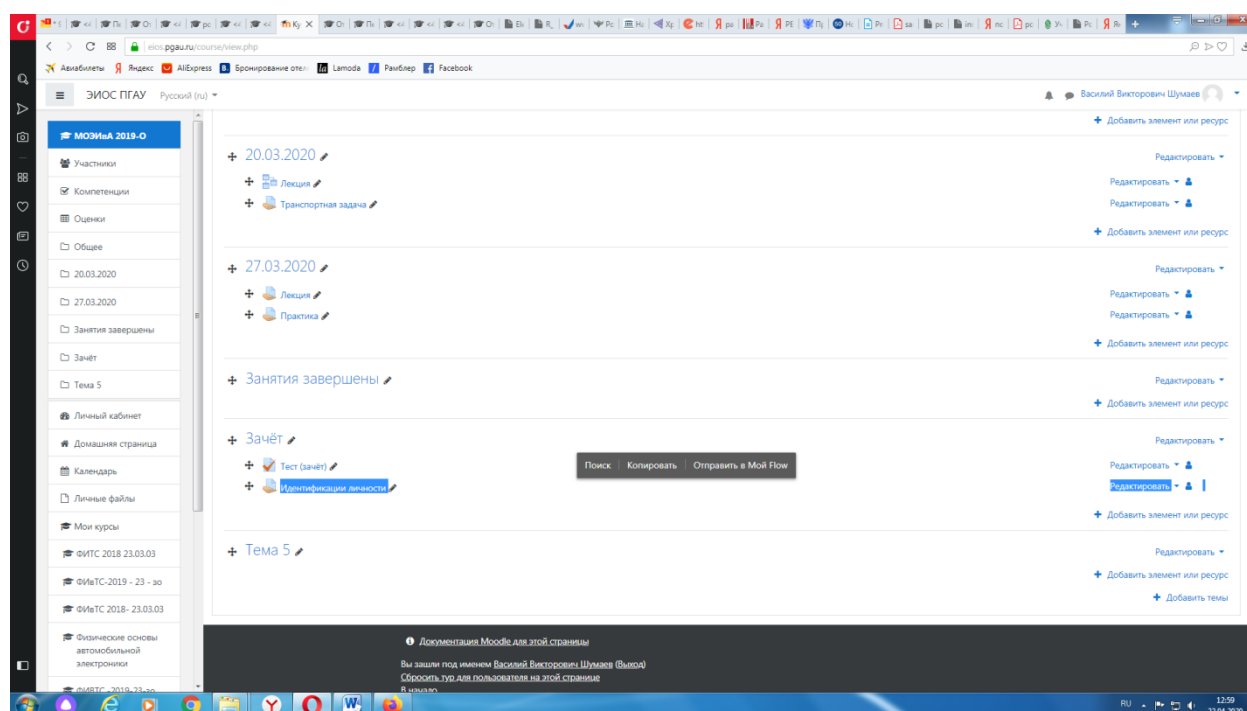 eios.pgau.ru/course/view.php
Авиабилеты Яндекс AliExpress Бронирование отел Lamoda Рамблер Facebook
ЭИОС ПГАУ Русский (ru)
Василий Викторович Шумаев
МОЭИвА 2019-О
Участники
Компетенции
Оценки
Общее
20.03.2020
27.03.2020
Занятия завершены
Зачёт
Тема 5
Личный кабинет
Домашняя страница
Календарь
Личные файлы
Мои курсы
ФИТС 2018 23.03.03
ФИвТС-2019 - 23 - зо
ФИвТС 2018- 23.03.03
Физические основы
автомобильной
электроники
Добавить элемент или ресурс
20.03.2020 Редактировать
Лекция Редактировать
Транспортная задача Редактировать
Добавить элемент или ресурс
27.03.2020 Редактировать
Лекция Редактировать
Практика Редактировать
Добавить элемент или ресурс
Занятия завершены Редактировать
Добавить элемент или ресурс
Зачёт Редактировать
Поиск Копировать Отправить в Мой Flow
Тест (зачёт) Редактировать
Идентификации личности Редактировать
Добавить элемент или ресурс
Тема 5 Редактировать
Добавить элемент или ресурс
Добавить темы
Документация Moodle для этой страницы
Вы зашли под именем Василий Викторович Шумаев (Выход)
Сбросить тур для пользователя на этой странице
В начало
RU 12:59